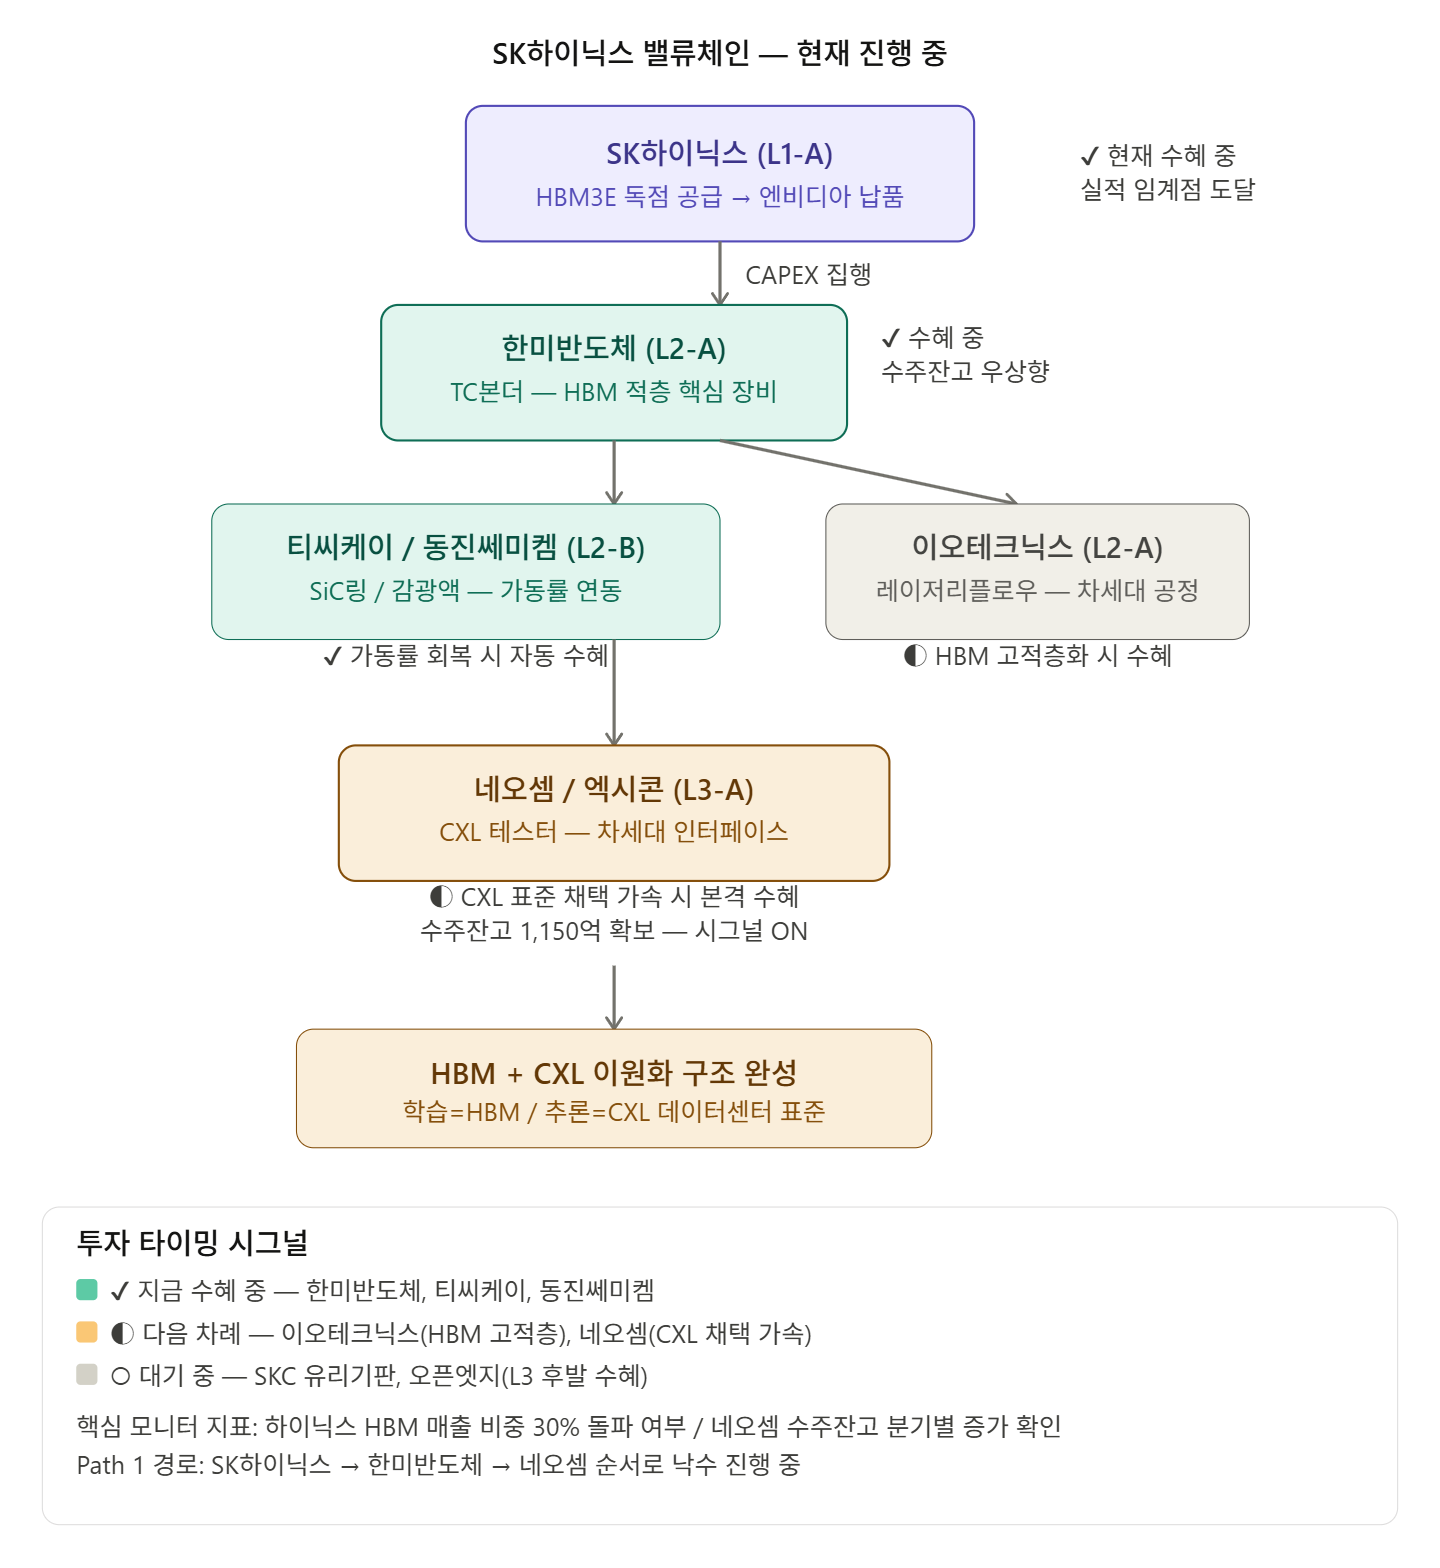 SK하이닉스 밸류체인 — 현재 진행 중
SK하이닉스 (L1-A)
HBM3E 독점 공급 → 엔비디아 납품
✓ 현재 수혜 중
실적 임계점 도달
CAPEX 집행
한미반도체 (L2-A)
TC본더 — HBM 적층 핵심 장비
✓ 수혜 중
수주잔고 우상향
티씨케이 / 동진쎄미켐 (L2-B)
SiC링 / 감광액 — 가동률 연동
✓ 가동률 회복 시 자동 수혜
이오테크닉스 (L2-A)
레이저리플로우 — 차세대 공정
◐ HBM 고적층화 시 수혜
네오셈 / 엑시콘 (L3-A)
CXL 테스터 — 차세대 인터페이스
◐ CXL 표준 채택 가속 시 본격 수혜
수주잔고 1,150억 확보 — 시그널 ON
HBM + CXL 이원화 구조 완성
학습=HBM / 추론=CXL 데이터센터 표준
투자 타이밍 시그널
✓ 지금 수혜 중 — 한미반도체, 티씨케이, 동진쎄미켐
◐ 다음 차례 — 이오테크닉스(HBM 고적층), 네오셈(CXL 채택 가속)
○ 대기 중 — SKC 유리기판, 오픈엣지(L3 후발 수혜)
핵심 모니터 지표: 하이닉스 HBM 매출 비중 30% 돌파 여부 / 네오셈 수주잔고 분기별 증가 확인
Path 1 경로: SK하이닉스 → 한미반도체 → 네오셈 순서로 낙수 진행 중